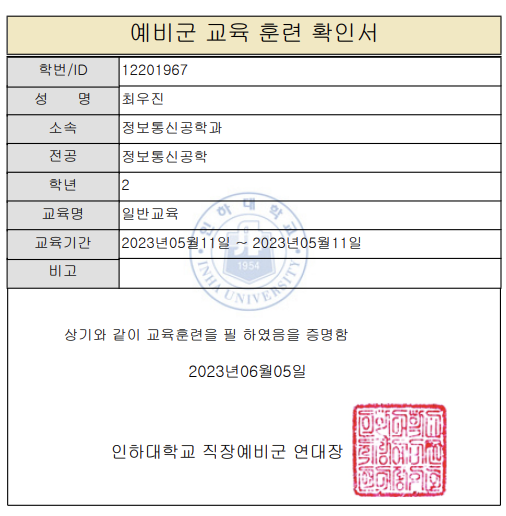 예비군 교육 훈련 확인서
학번/ID 12201967
성 명 최우진
소속 정보통신공학과
전공 정보통신공학
학년 2
교육명 일반교육
교육기간 2023년05월11일 ~ 2023년05월11일
비고
인하대학교
1954
INHA UNIVERSITY
상기와 같이 교육훈련을 필 하였음을 증명함
2023년06월05일
인하대학교 직장예비군 연대장